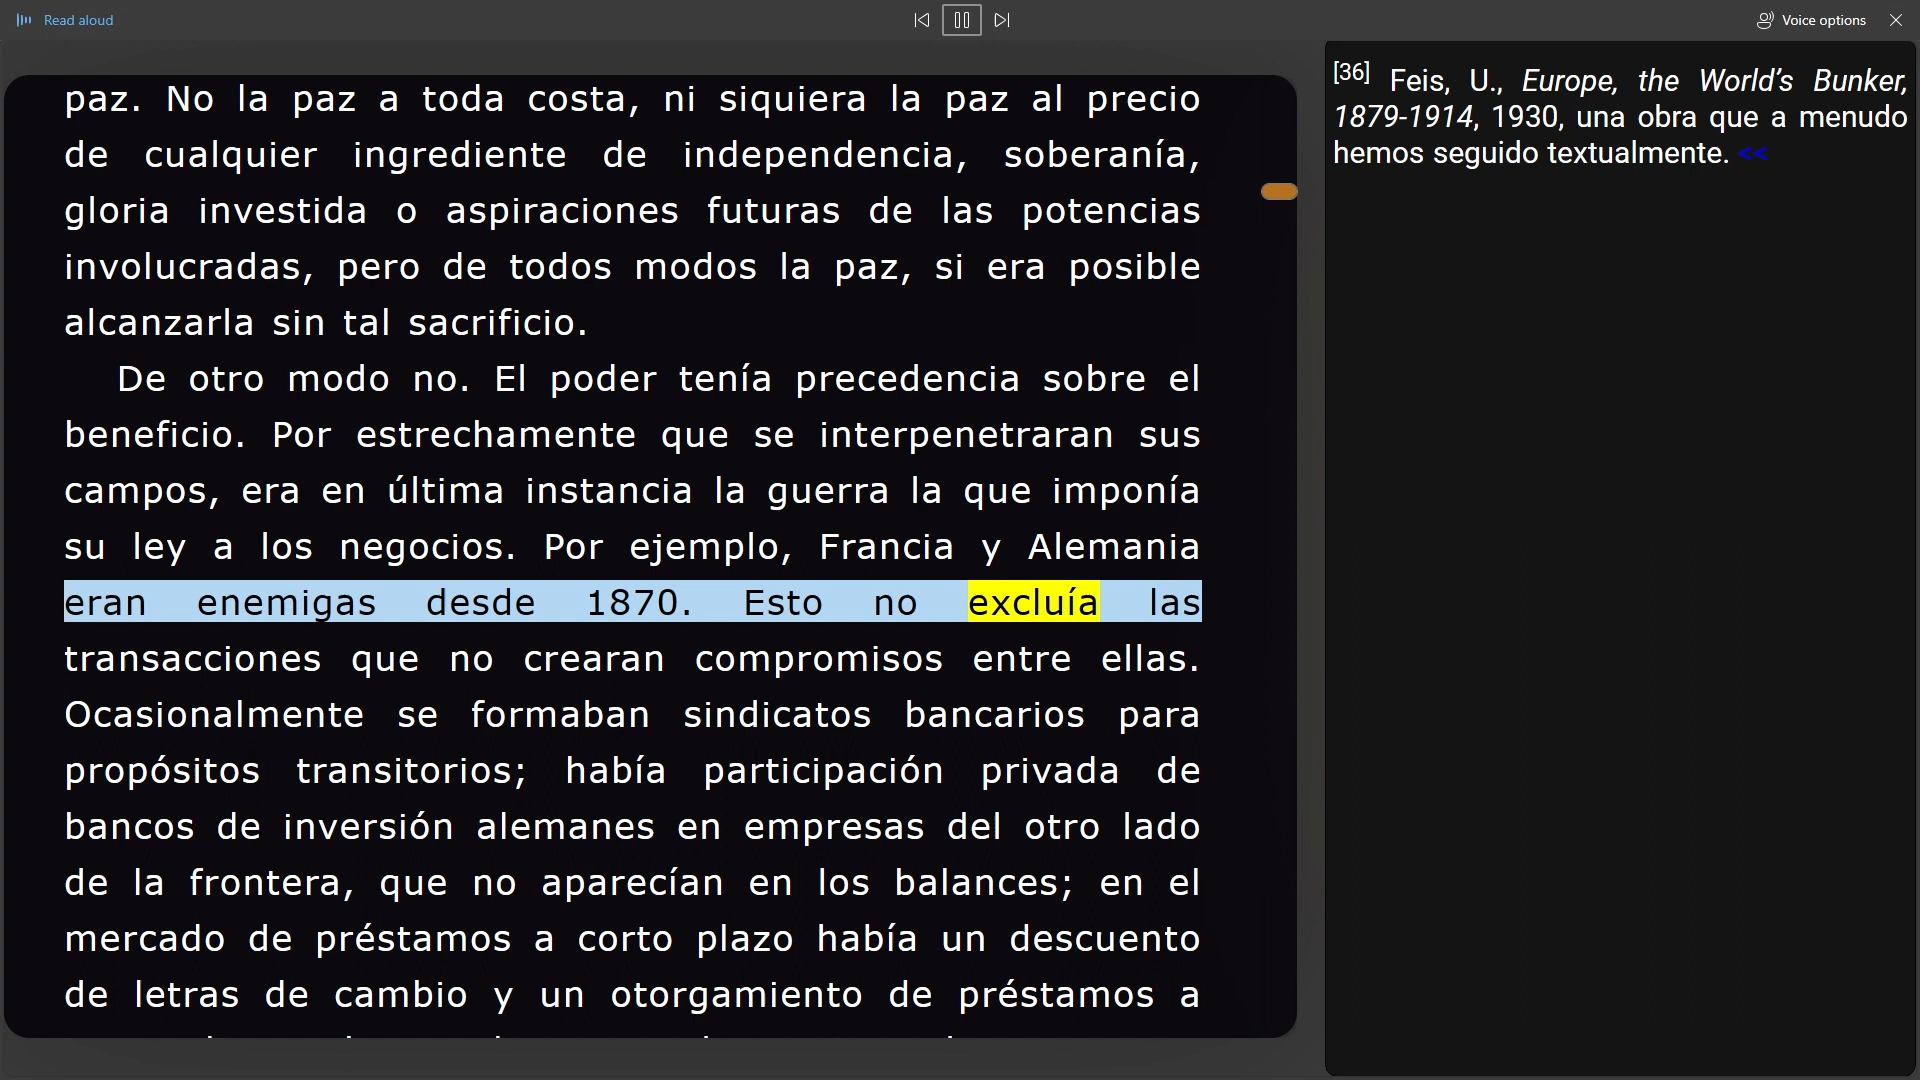 Read aloud
Voice options
paz. No la paz a toda costa, ni siquiera la paz al precio
de cualquier ingrediente de independencia, soberanía,
gloria investida o aspiraciones futuras de las potencias
involucradas, pero de todos modos la paz, si era posible
alcanzarla sin tal sacrificio.
De otro modo no. El poder tenía precedencia sobre el
beneficio. Por estrechamente que se interpenetraran sus
campos, era en última instancia la guerra la que imponía
su ley a los negocios. Por ejemplo, Francia y Alemania
eran enemigas desde 1870. Esto no excluía las
transacciones que no crearan compromisos entre ellas.
Ocasionalmente se formaban sindicatos bancarios para
propósitos transitorios; había participación privada de
bancos de inversión alemanes en empresas del otro lado
de la frontera, que no aparecían en los balances; en el
mercado de préstamos a corto plazo había un descuento
de letras de cambio y un otorgamiento de préstamos a
[36] Feis, U., Europe, the World’s Bunker,
1879-1914, 1930, una obra que a menudo
hemos seguido textualmente. <<